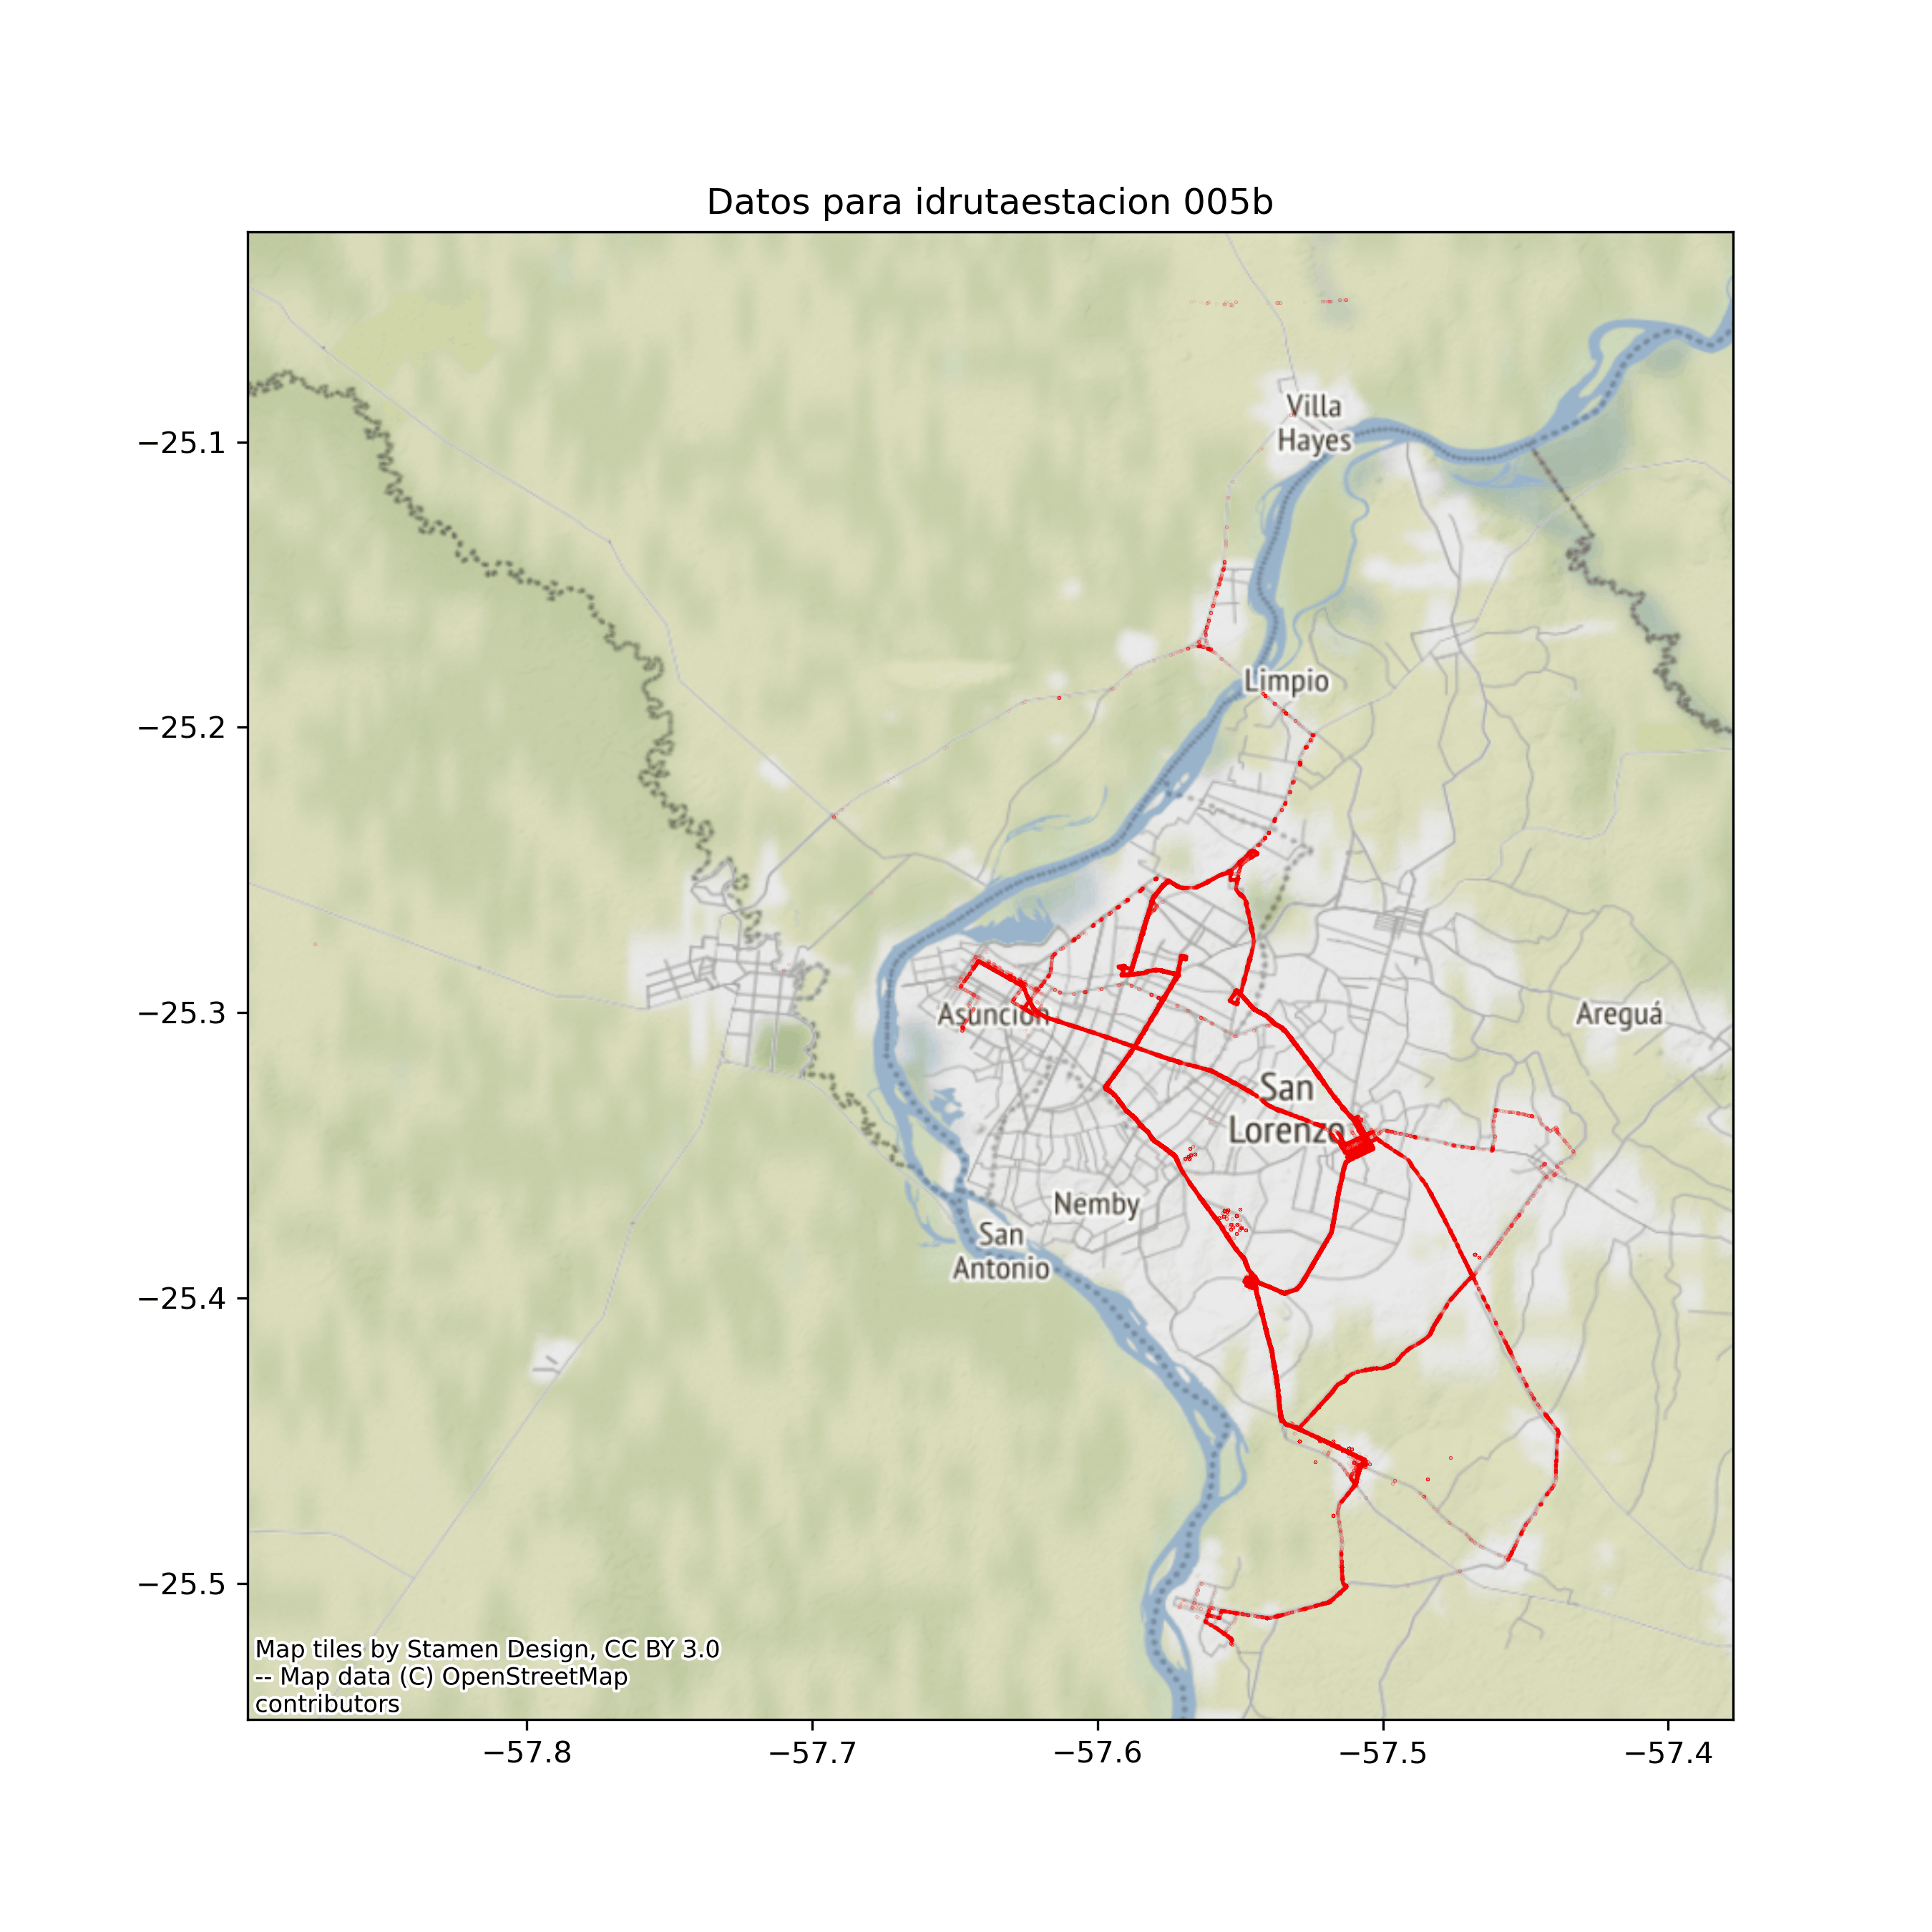 Datos para idrutaestacion 005b
Villa
Hayes
−25.1
Limpio
−25.2
−25.3
Asunción
Areguá
San
Lorenzo
Nemby
San
Antonio
−25.4
−25.5
Map tiles by Stamen Design, CC BY 3.0
-- Map data (C) OpenStreetMap
contributors
−57.8
−57.7
−57.6
−57.5
−57.4